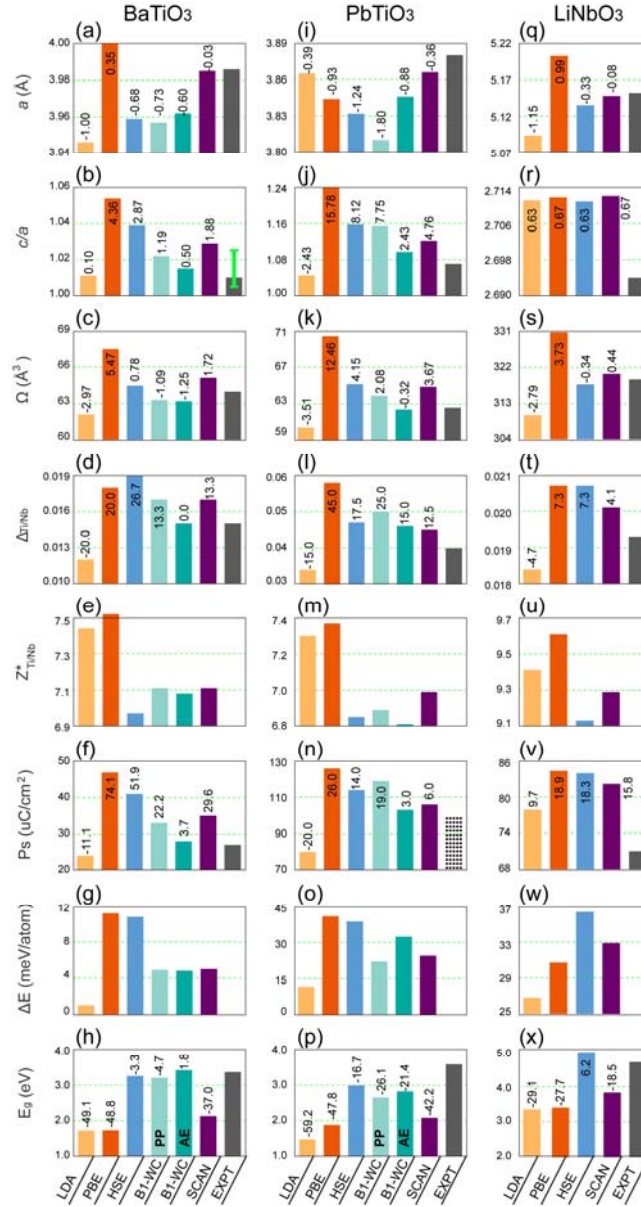 BaTiO3 PbTiO3 LiNbO3
(a) (i) (q)
a (Å)
4.00 3.98 3.96 3.94
-1.00 0.35 -0.68 -0.73 -0.60 0.03
3.89 3.86 3.83 3.80
-0.39 -0.93 -1.24 -1.80 -0.88 -0.36
5.22 5.17 5.12 5.07
-1.15 0.99 -0.33 -0.08
(b) (j) (r)
c/a
1.06 1.04 1.02 1.00
0.10 4.36 2.87 1.19 0.50 1.88
1.24 1.16 1.08 1.00
-2.43 15.78 8.12 7.75 2.43 4.76
2.714 2.706 2.698 2.690
0.63 0.67 0.63 0.67
(c) (k) (s)
Ω (Å3)
69 66 63 60
-2.97 5.47 0.78 -1.09 -1.25 1.72
71 67 63 59
-3.51 12.46 4.15 2.08 -0.32 3.67
331 322 313 304
-2.79 3.73 -0.34 0.44
(d) (l) (t)
ΔTi/Nb
0.019 0.016 0.013 0.010
-20.0 20.0 26.7 13.3 0.0 13.3
0.06 0.05 0.04 0.03
-15.0 45.0 17.5 25.0 15.0 12.5
0.021 0.020 0.019 0.018
-4.7 7.3 7.3 4.1
(e) (m) (u)
Z*Ti/Nb
7.5 7.3 7.1 6.9
7.4 7.2 7.0 6.8
9.7 9.5 9.3 9.1
(f) (n) (v)
Ps (uC/cm2)
50 40 30 20
-11.1 74.1 51.9 22.2 3.7 29.6
130 110 90 70
-20.0 26.0 14.0 19.0 3.0 6.0
86 80 74 68
9.7 18.9 18.3 15.8
(g) (o) (w)
ΔE (meV/atom)
12 8 4 0
45 30 15 0
37 33 29 25
(h) (p) (x)
Eg (eV)
4.0 3.0 2.0 1.0
-49.1 -48.8 -3.3 -4.7 1.8 -37.0
PP AE
4.0 3.0 2.0 1.0
-59.2 -47.8 -16.7 -26.1 -21.4 -42.2
PP AE
5.0 4.0 3.0 2.0
-29.1 -27.7 6.2 -18.5
LDA PBE HSE B1-WC B1-WC SCAN EXPT
LDA PBE HSE B1-WC B1-WC SCAN EXPT
LDA PBE HSE SCAN EXPT